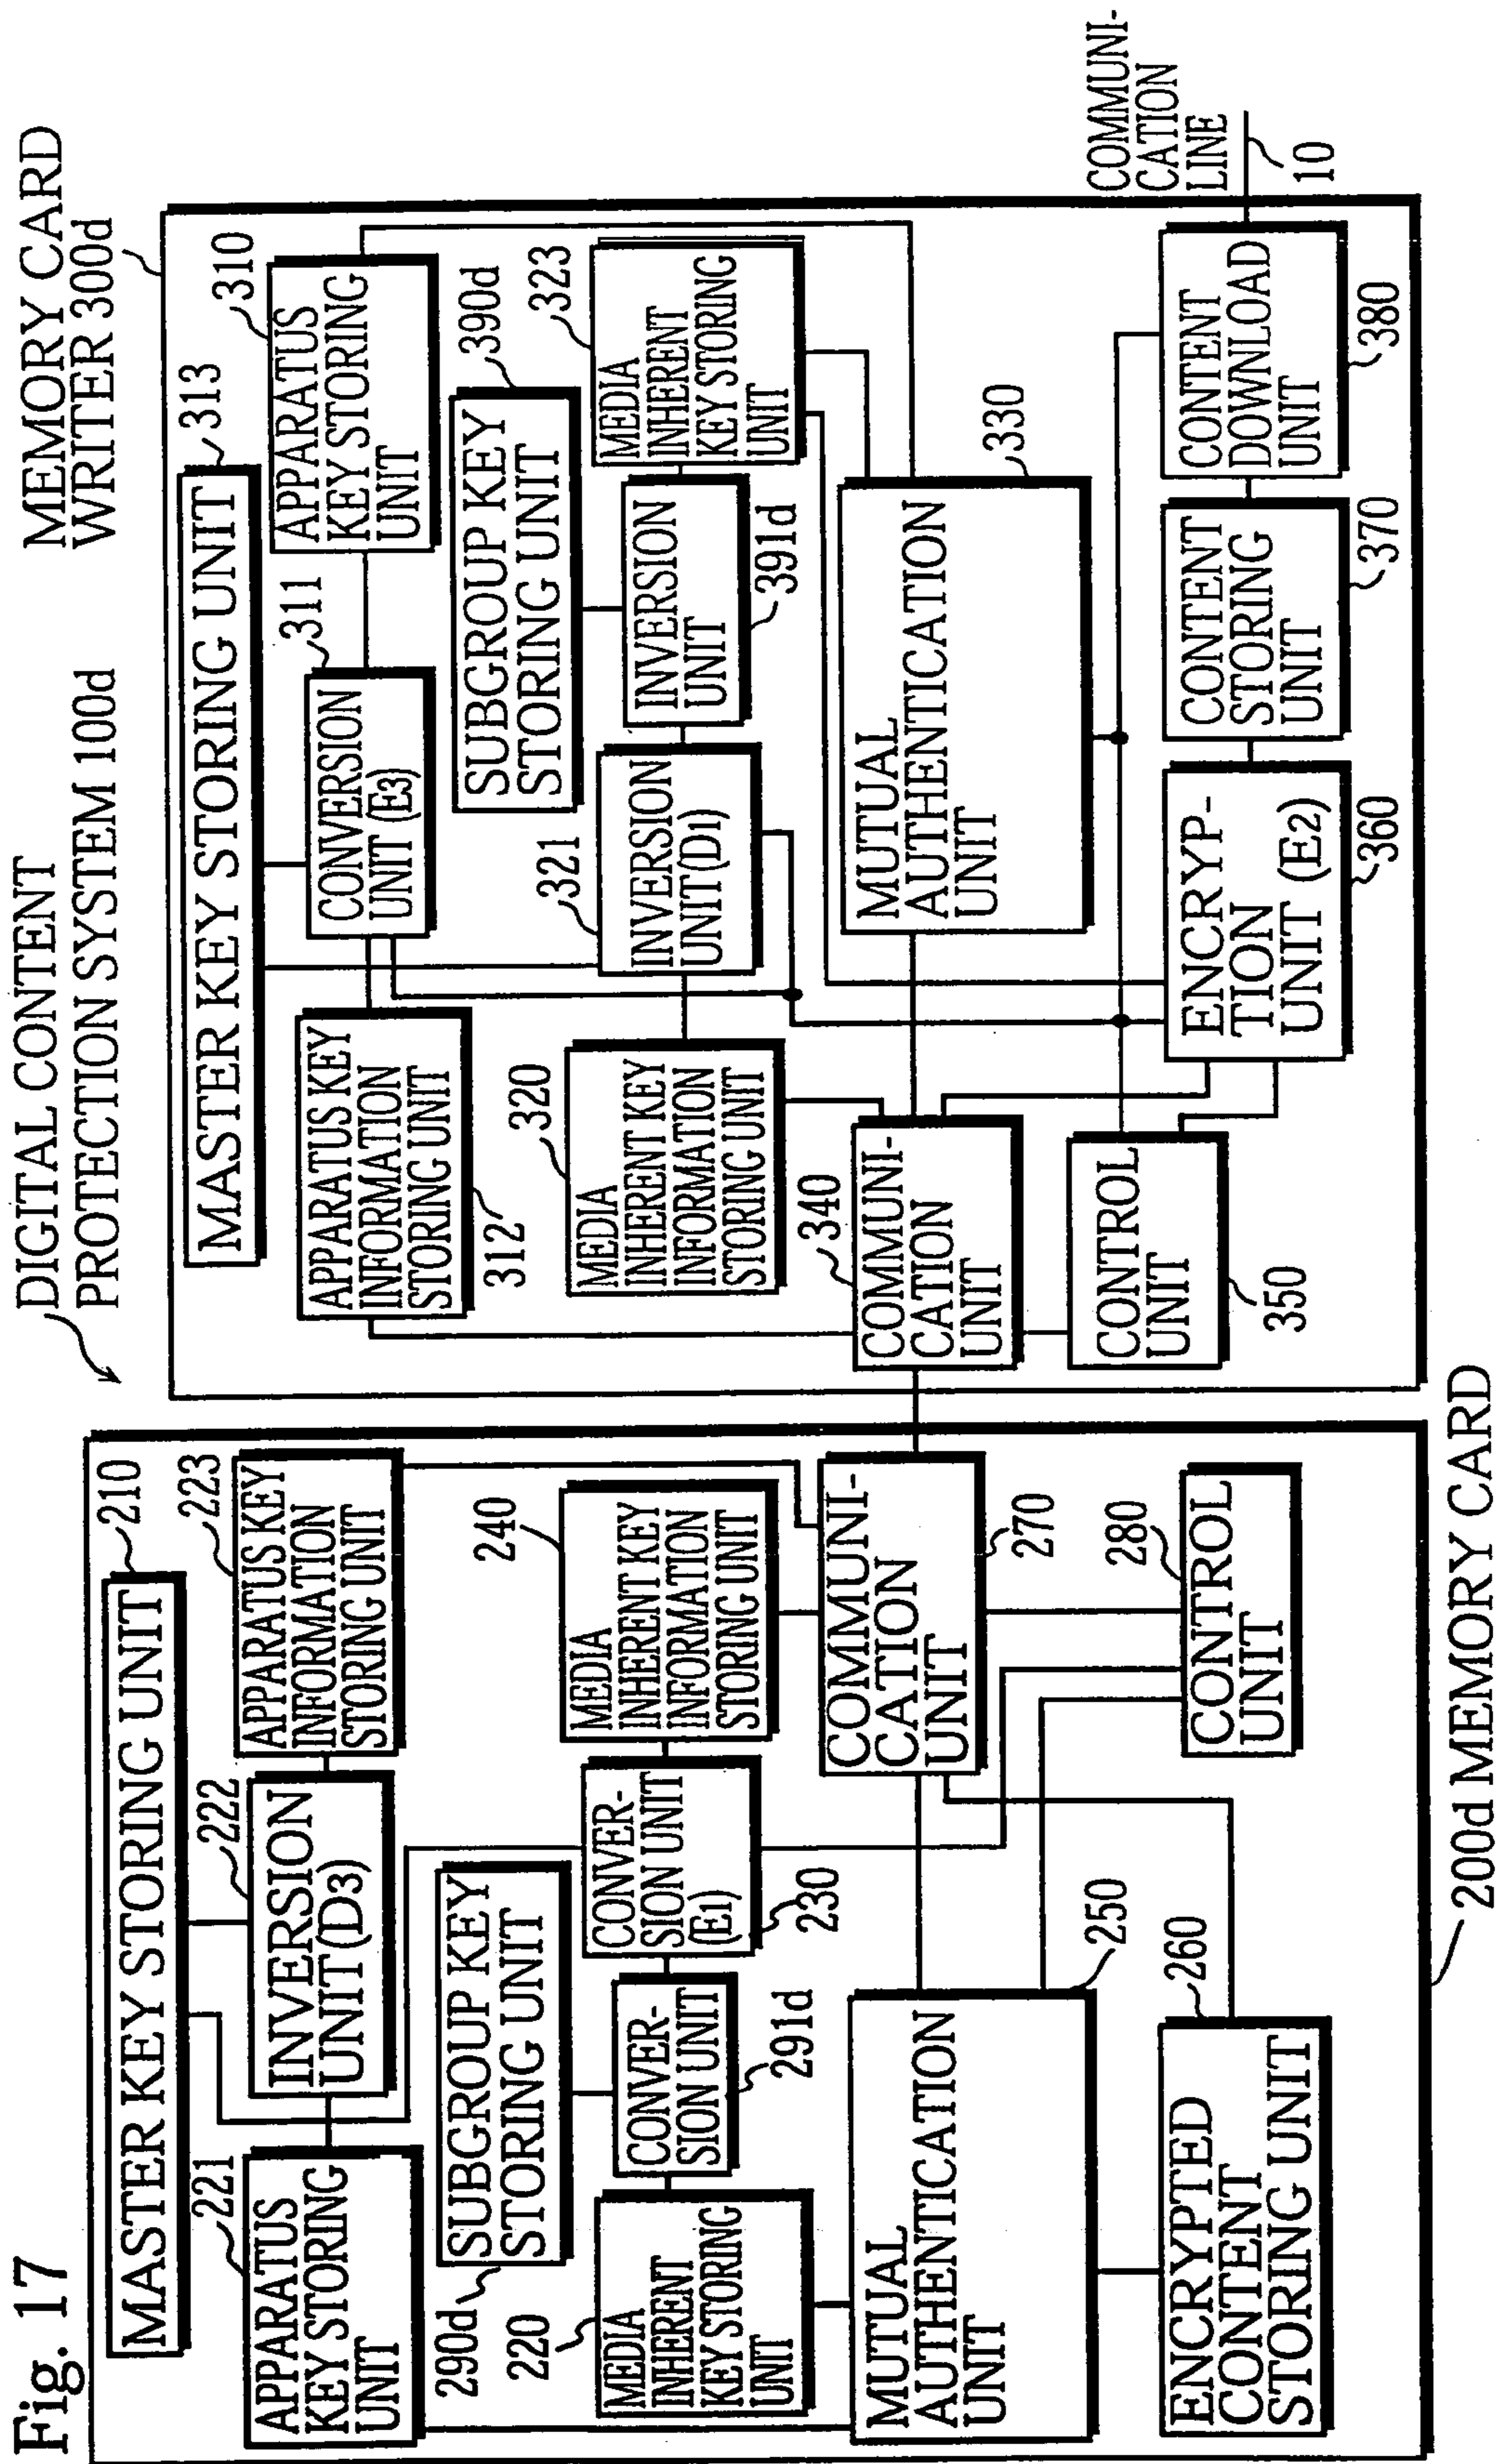 Fig. 17
DIGITAL CONTENT
PROTECTION SYSTEM 100d
MEMORY CARD
WRITER 300d
MASTER KEY STORING UNIT
210
221
APPARATUS
KEY STORING
UNIT
222
INVERSION
UNIT (D3)
223
APPARATUS KEY
INFORMATION
STORING UNIT
290d
SUBGROUP KEY
STORING UNIT
220
MEDIA
INHERENT
KEY STORING
UNIT
CONVER-
SION UNIT
291d
CONVER-
SION UNIT
(E1)
230
240
MEDIA
INHERENT KEY
INFORMATION
STORING UNIT
MUTUAL
AUTHENTICATION
UNIT
250
COMMUNI-
CATION
UNIT
270
ENCRYPTED
CONTENT
STORING UNIT
260
280
CONTROL
UNIT
200d MEMORY CARD
MASTER KEY STORING UNIT
313
APPARATUS KEY
INFORMATION
STORING UNIT
312
311
CONVERSION
UNIT (E3)
310
APPARATUS
KEY STORING
UNIT
SUBGROUP KEY
STORING UNIT
390d
320
MEDIA
INHERENT KEY
INFORMATION
STORING UNIT
321
INVERSION
UNIT(D1)
INVERSION
UNIT
391d
323
MEDIA
INHERENT
KEY STORING
UNIT
340
COMMUNI-
CATION
UNIT
MUTUAL
AUTHENTICATION
UNIT
330
CONTROL
UNIT
350
ENCRYP-
TION
UNIT (E2)
360
CONTENT
STORING
UNIT
370
CONTENT
DOWNLOAD
UNIT
380
COMMUNI-
CATION
LINE
10